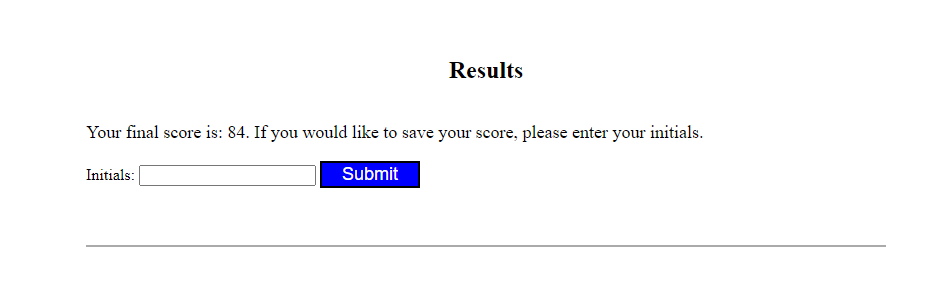 Results
Your final score is: 84. If you would like to save your score, please enter your initials.
Initials: Submit